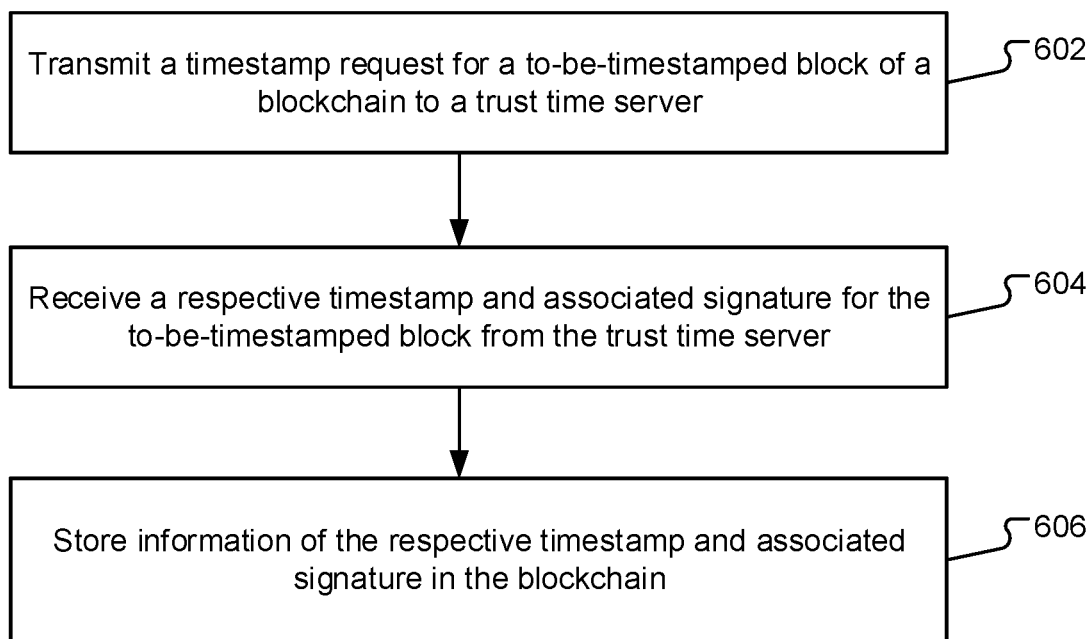 Transmit a timestamp request for a to-be-timestamped block of a
blockchain to a trust time server
602
Receive a respective timestamp and associated signature for the
to-be-timestamped block from the trust time server
604
Store information of the respective timestamp and associated
signature in the blockchain
606